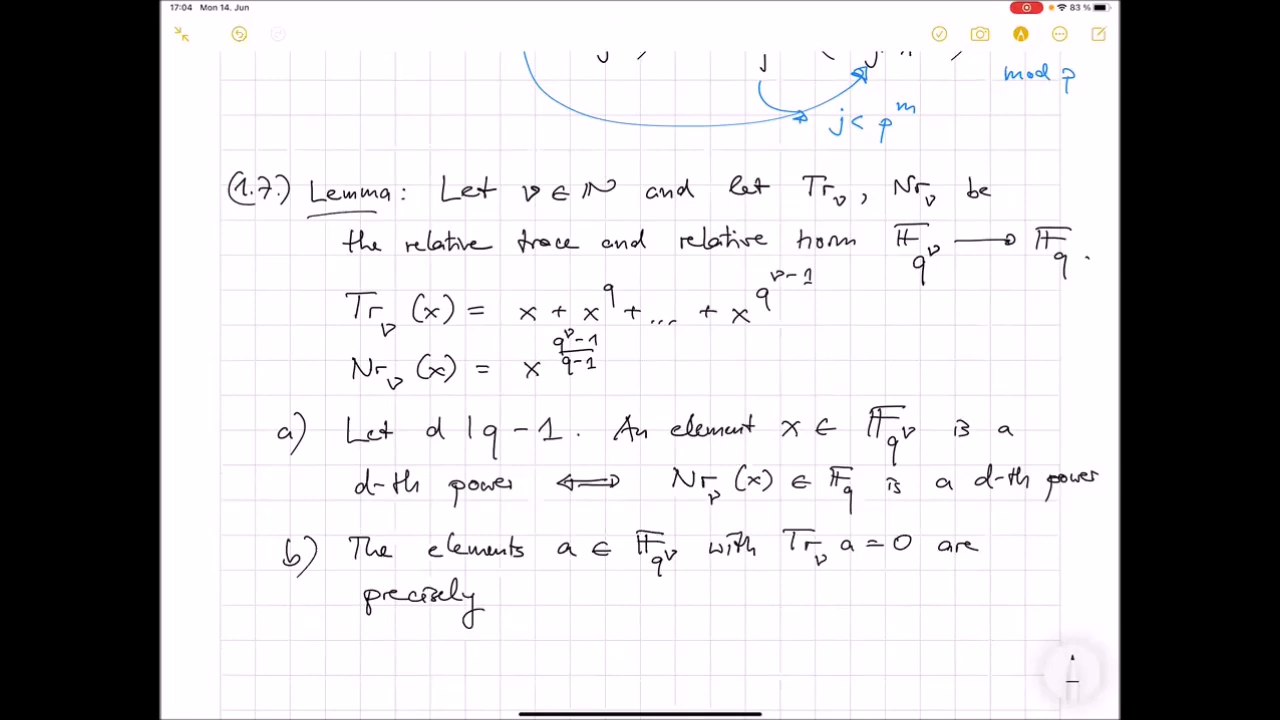 17:04 Mon 14. Jun
83 %
mod p
j < p^m
(1.7.) Lemma: Let ν ∈ ℕ and let Tr_ν, Nr_ν be
the relative trace and relative norm 𝔽_{q^ν} → 𝔽_q.
Tr_ν (x) = x + x^q + ... + x^{q^{ν-1}}
Nr_ν (x) = x^{\frac{q^ν-1}{q-1}}
a) Let d | q - 1. An element x ∈ 𝔽_{q^ν} is a
d-th power ⟺ Nr_ν (x) ∈ 𝔽_q is a d-th power
b) The elements a ∈ 𝔽_{q^ν} with Tr_ν a = 0 are
precisely